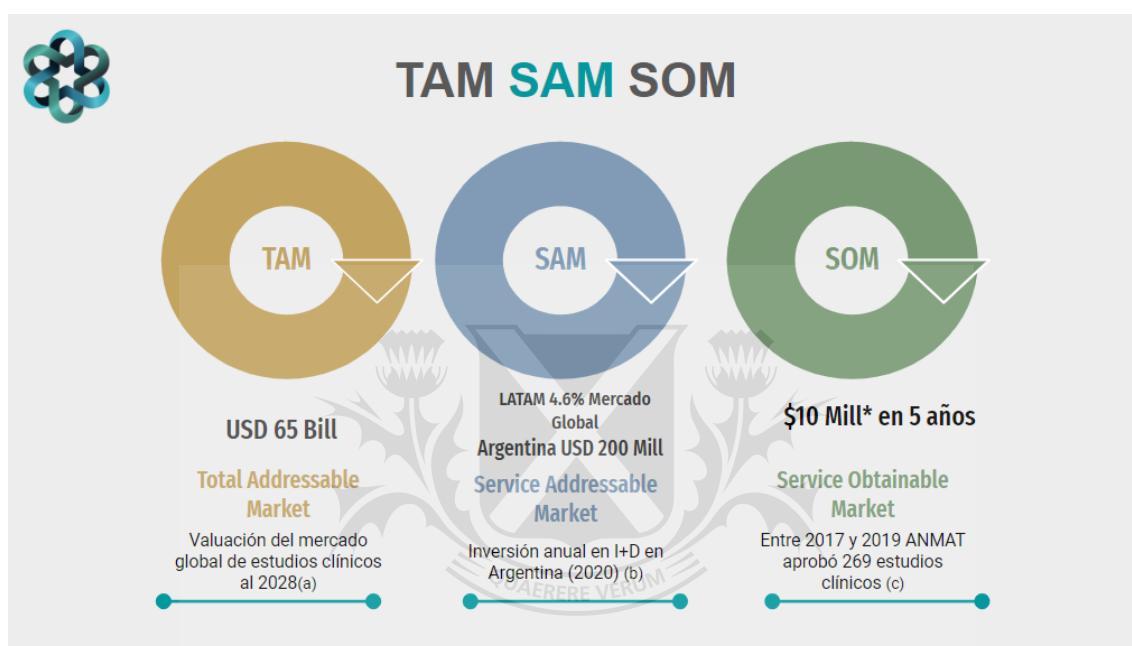 TAM SAM SOM
TAM
SAM
SOM
USD 65 Bill
Total Addressable
Market
Valuación del mercado
global de estudios clínicos
al 2028(a)
LATAM 4.6% Mercado
Global
Argentina USD 200 Mill
Service Addressable
Market
Inversión anual en I+D en
Argentina (2020) (b)
$10 Mill* en 5 años
Service Obtainable
Market
Entre 2017 y 2019 ANMAT
aprobó 269 estudios
clínicos (c)
QUAERERE VERUM